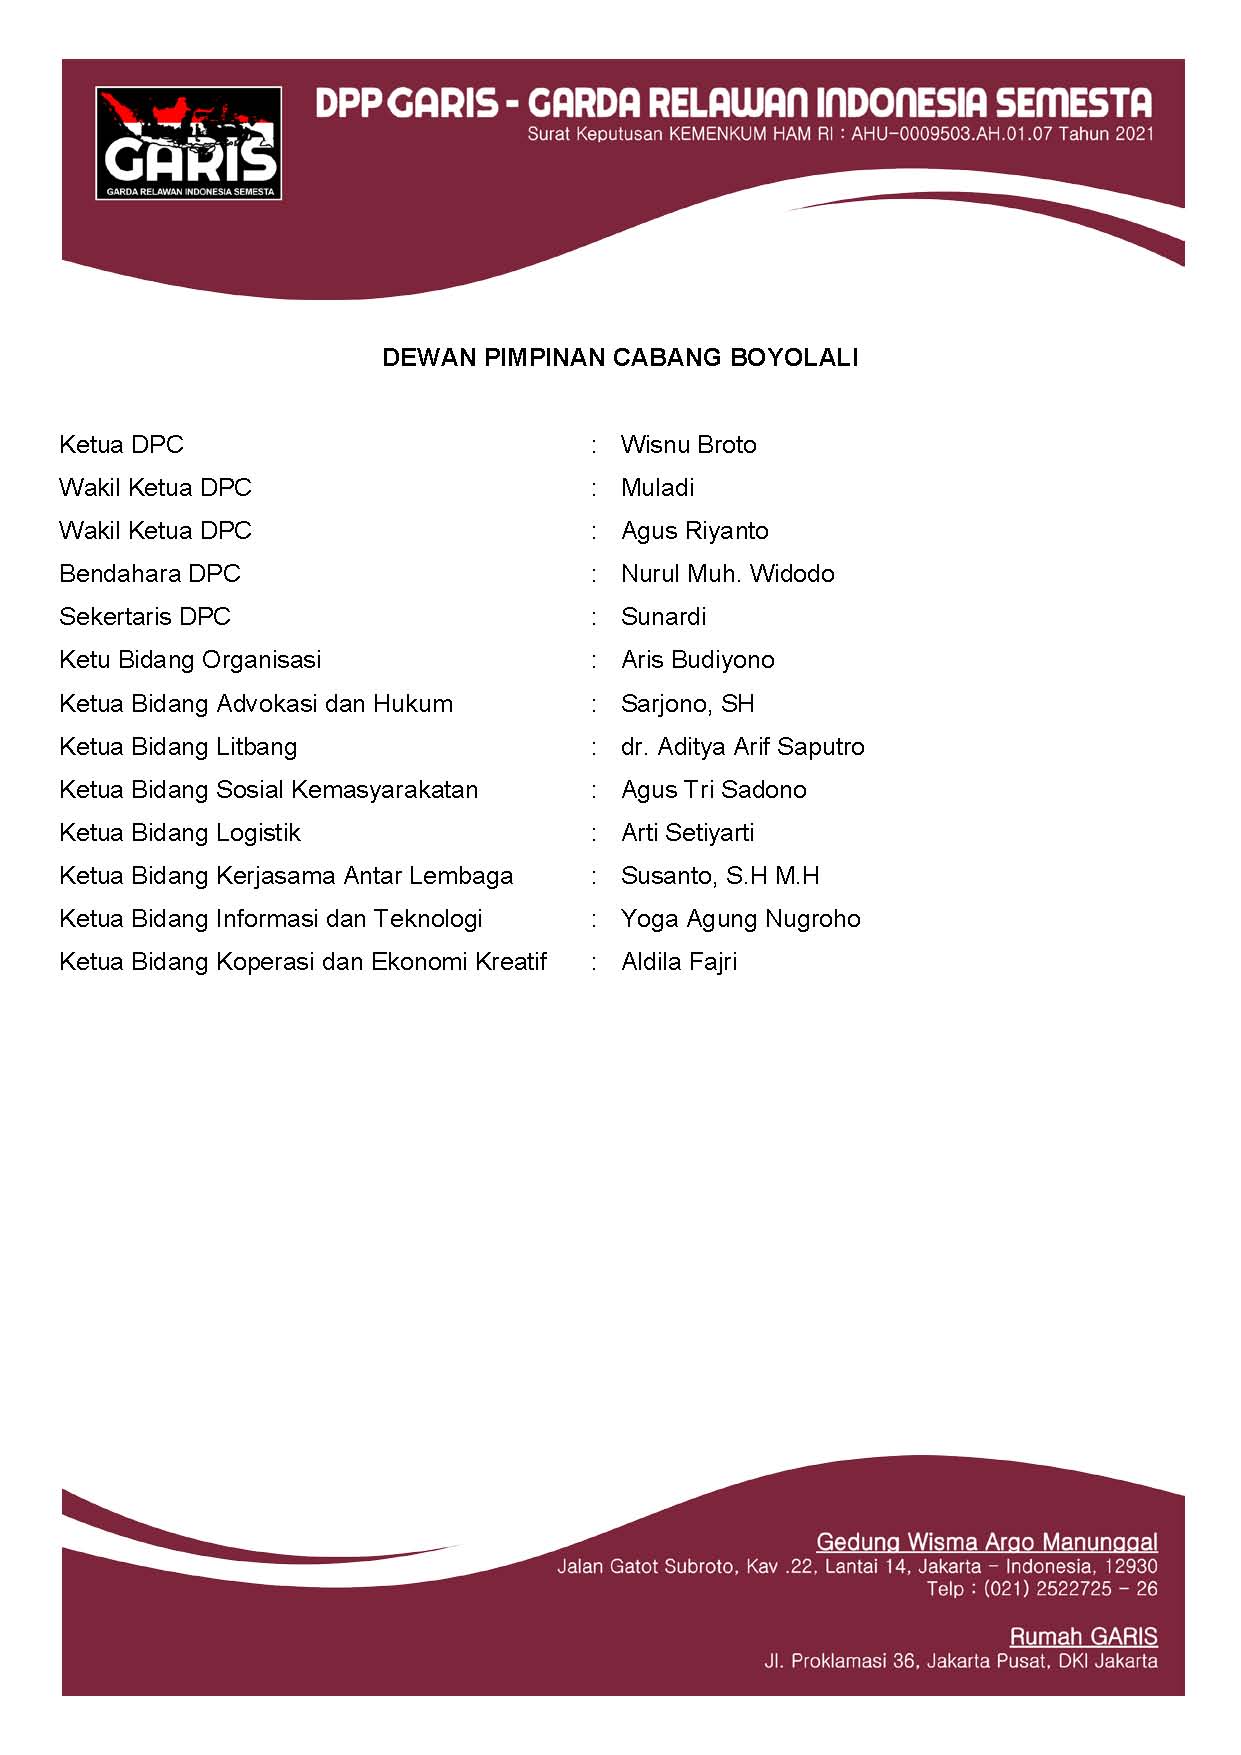 GARIS
GARDA RELAWAN INDONESIA SEMESTA
DPP GARIS - GARDA RELAWAN INDONESIA SEMESTA
Surat Keputusan KEMENKUM HAM RI : AHU-0009503.AH.01.07 Tahun 2021
DEWAN PIMPINAN CABANG BOYOLALI
Ketua DPC : Wisnu Broto
Wakil Ketua DPC : Muladi
Wakil Ketua DPC : Agus Riyanto
Bendahara DPC : Nurul Muh. Widodo
Sekertaris DPC : Sunardi
Ketu Bidang Organisasi : Aris Budiyono
Ketua Bidang Advokasi dan Hukum : Sarjono, SH
Ketua Bidang Litbang : dr. Aditya Arif Saputro
Ketua Bidang Sosial Kemasyarakatan : Agus Tri Sadono
Ketua Bidang Logistik : Arti Setiyarti
Ketua Bidang Kerjasama Antar Lembaga : Susanto, S.H M.H
Ketua Bidang Informasi dan Teknologi : Yoga Agung Nugroho
Ketua Bidang Koperasi dan Ekonomi Kreatif : Aldila Fajri
Gedung Wisma Argo Manunggal
Jalan Gatot Subroto, Kav .22, Lantai 14, Jakarta - Indonesia, 12930
Telp : (021) 2522725 - 26
Rumah GARIS
Jl. Proklamasi 36, Jakarta Pusat, DKI Jakarta